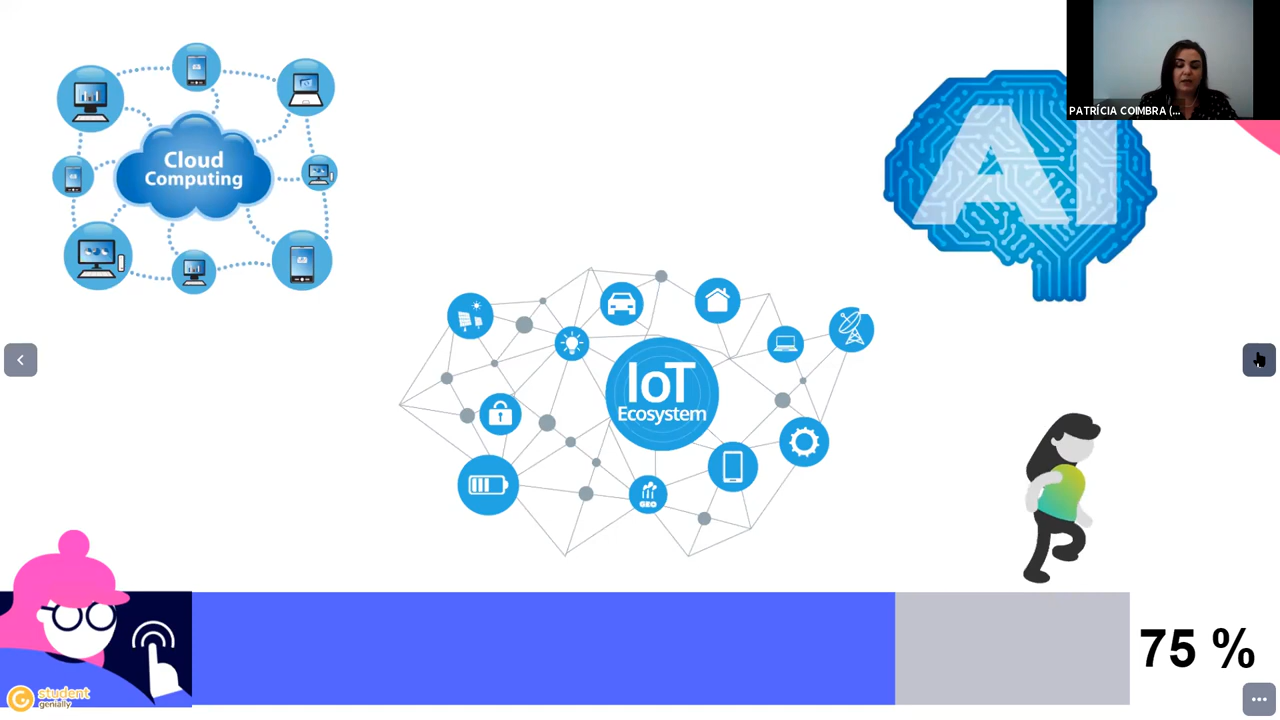 Cloud
Computing
AI
PATRÍCIA COIMBRA (...
IoT
Ecosystem
GEO
75 %
student
genially